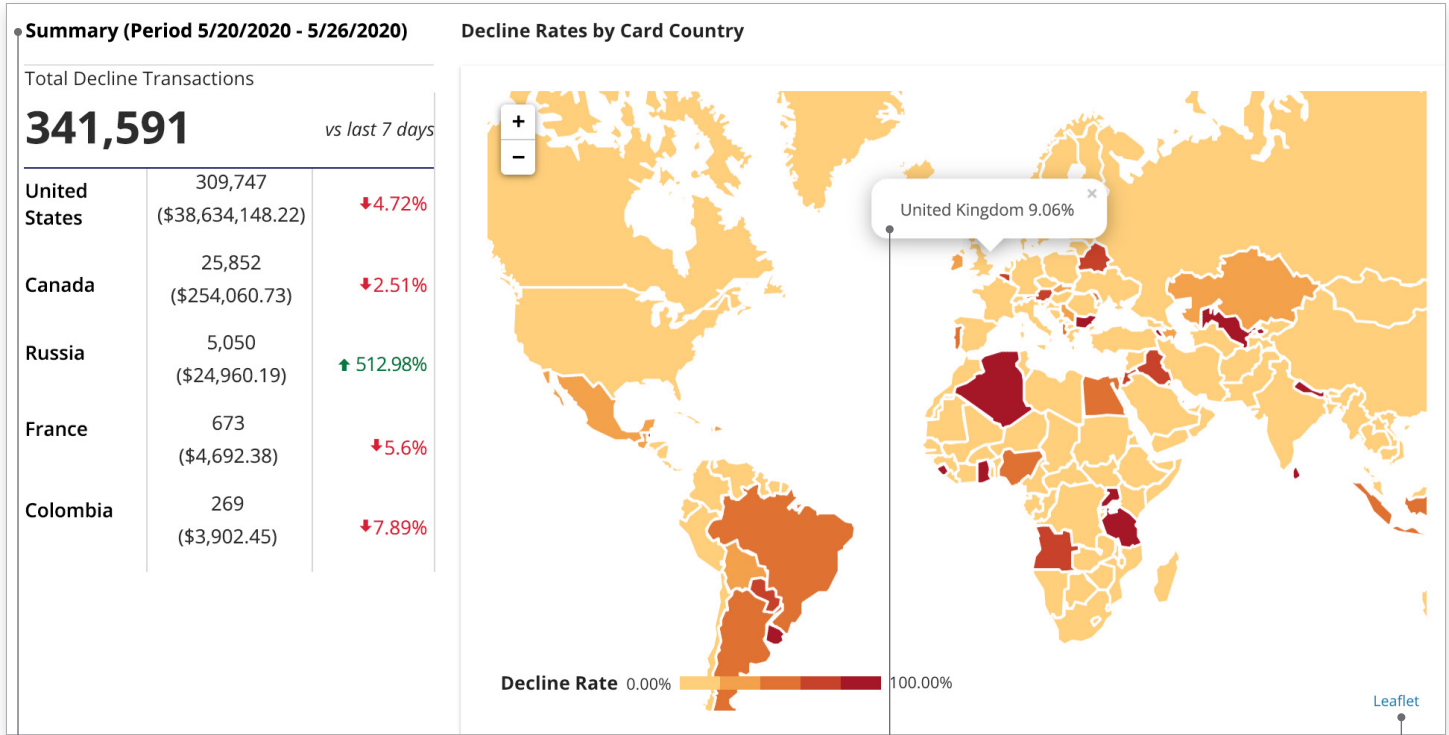 Summary (Period 5/20/2020 - 5/26/2020)
Total Decline Transactions
341,591
vs last 7 days
United
States
309,747
($38,634,148.22)
4.72%
Canada
25,852
($254,060.73)
2.51%
Russia
5,050
($24,960.19)
512.98%
France
673
($4,692.38)
5.6%
Colombia
269
($3,902.45)
7.89%
Decline Rates by Card Country
+
−
×
United Kingdom 9.06%
Decline Rate 0.00% 100.00%
Leaflet